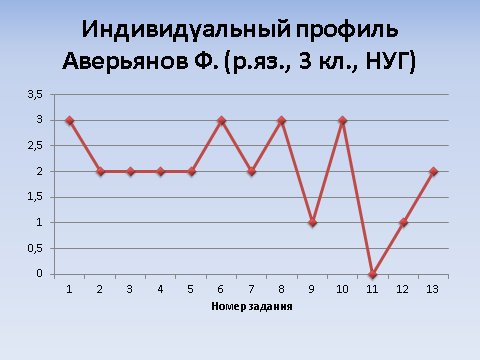 Индивидуальный профиль
Аверьянов Ф. (р.яз., 3 кл., НУГ)
3,5
3
2,5
2
1,5
1
0,5
0
1 2 3 4 5 6 7 8 9 10 11 12 13
Номер задания